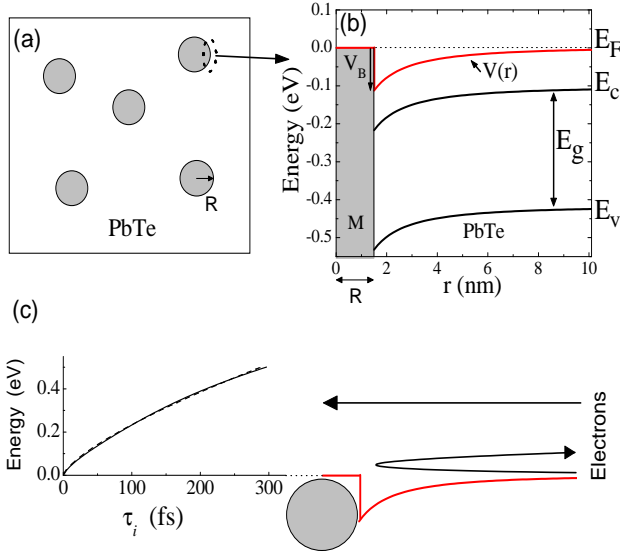 (a)
R
PbTe
(b)
0.1
0.0
-0.1
-0.2
-0.3
-0.4
-0.5
Energy (eV)
V_B
V(r)
E_F
E_c
E_g
E_v
M
PbTe
0 2 4 6 8 10
R
r (nm)
(c)
Energy (eV)
0.4
0.2
0.0
0 100 200 300
τ_i (fs)
Electrons